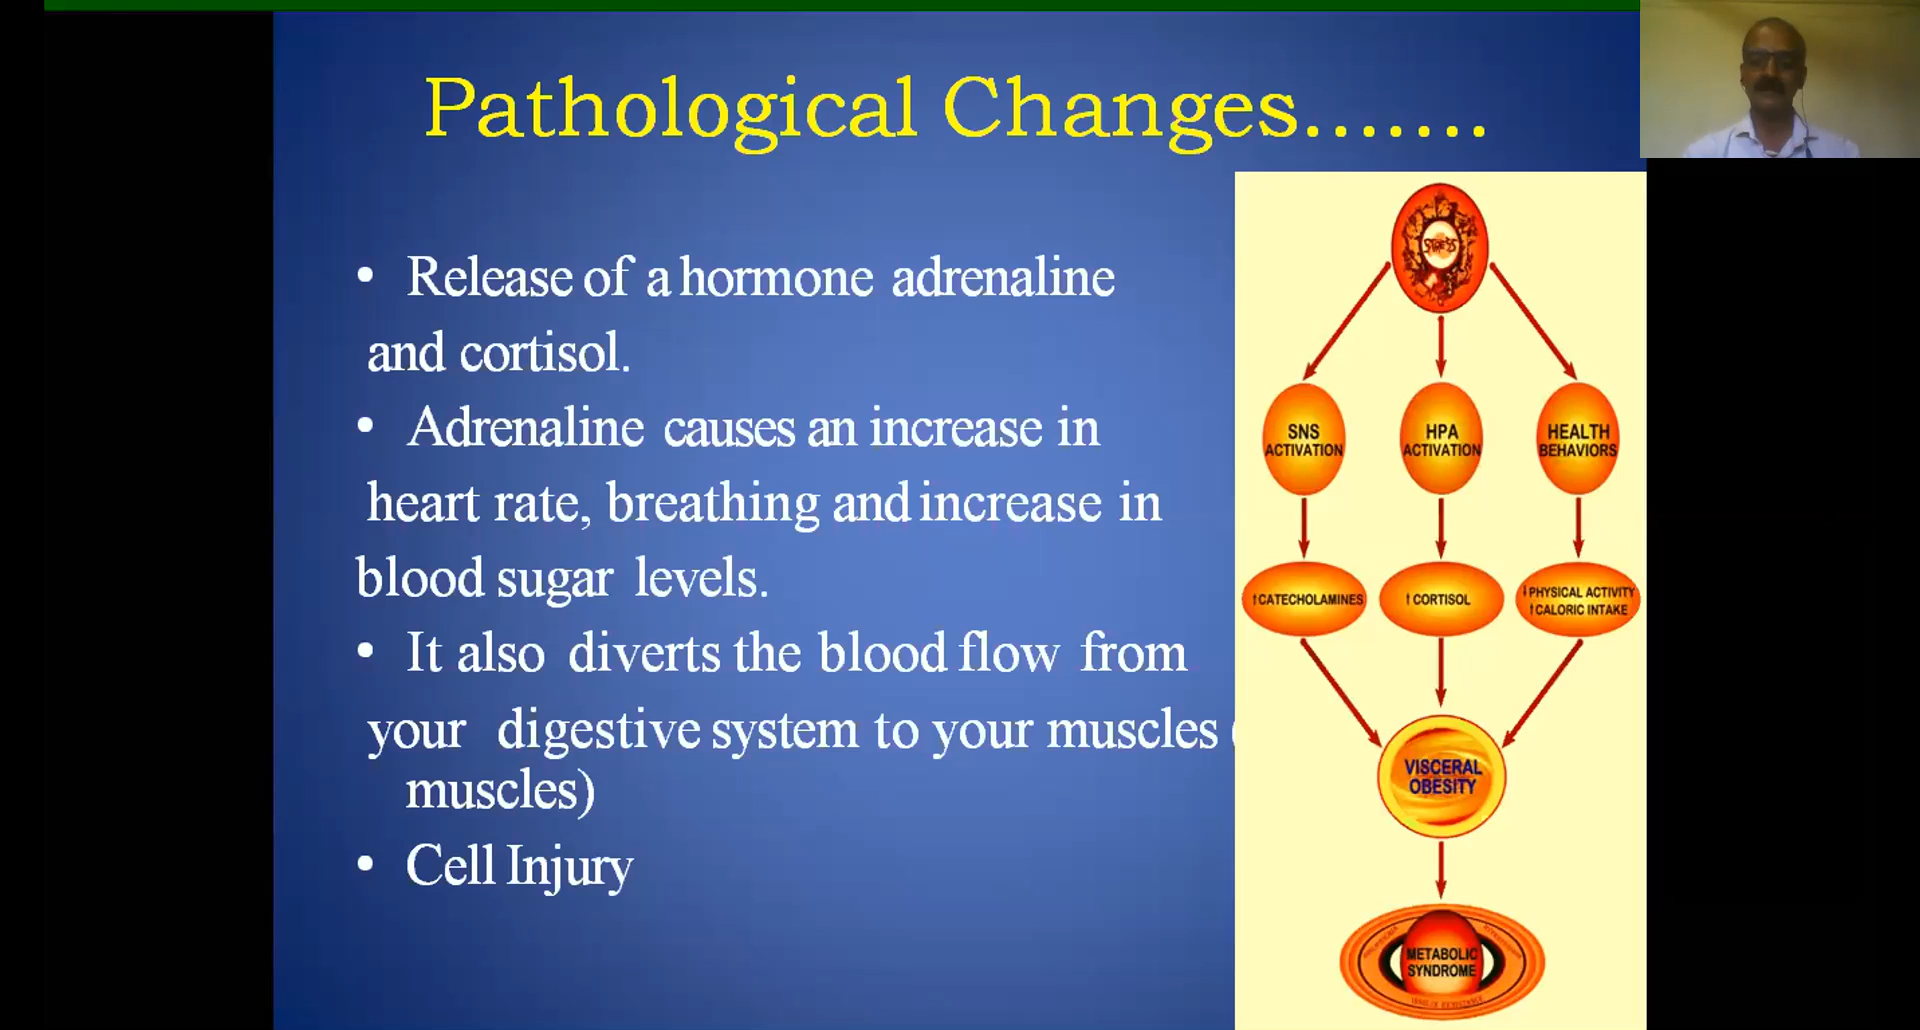 Pathological Changes.......
• Release of a hormone adrenaline
and cortisol.
• Adrenaline causes an increase in
heart rate, breathing and increase in
blood sugar levels.
• It also diverts the blood flow from
your digestive system to your muscles (
muscles)
• Cell Injury
STRESS
SNS
ACTIVATION
HPA
ACTIVATION
HEALTH
BEHAVIORS
↑CATECHOLAMINES
↑CORTISOL
↓PHYSICAL ACTIVITY
↑CALORIC INTAKE
VISCERAL
OBESITY
METABOLIC
SYNDROME